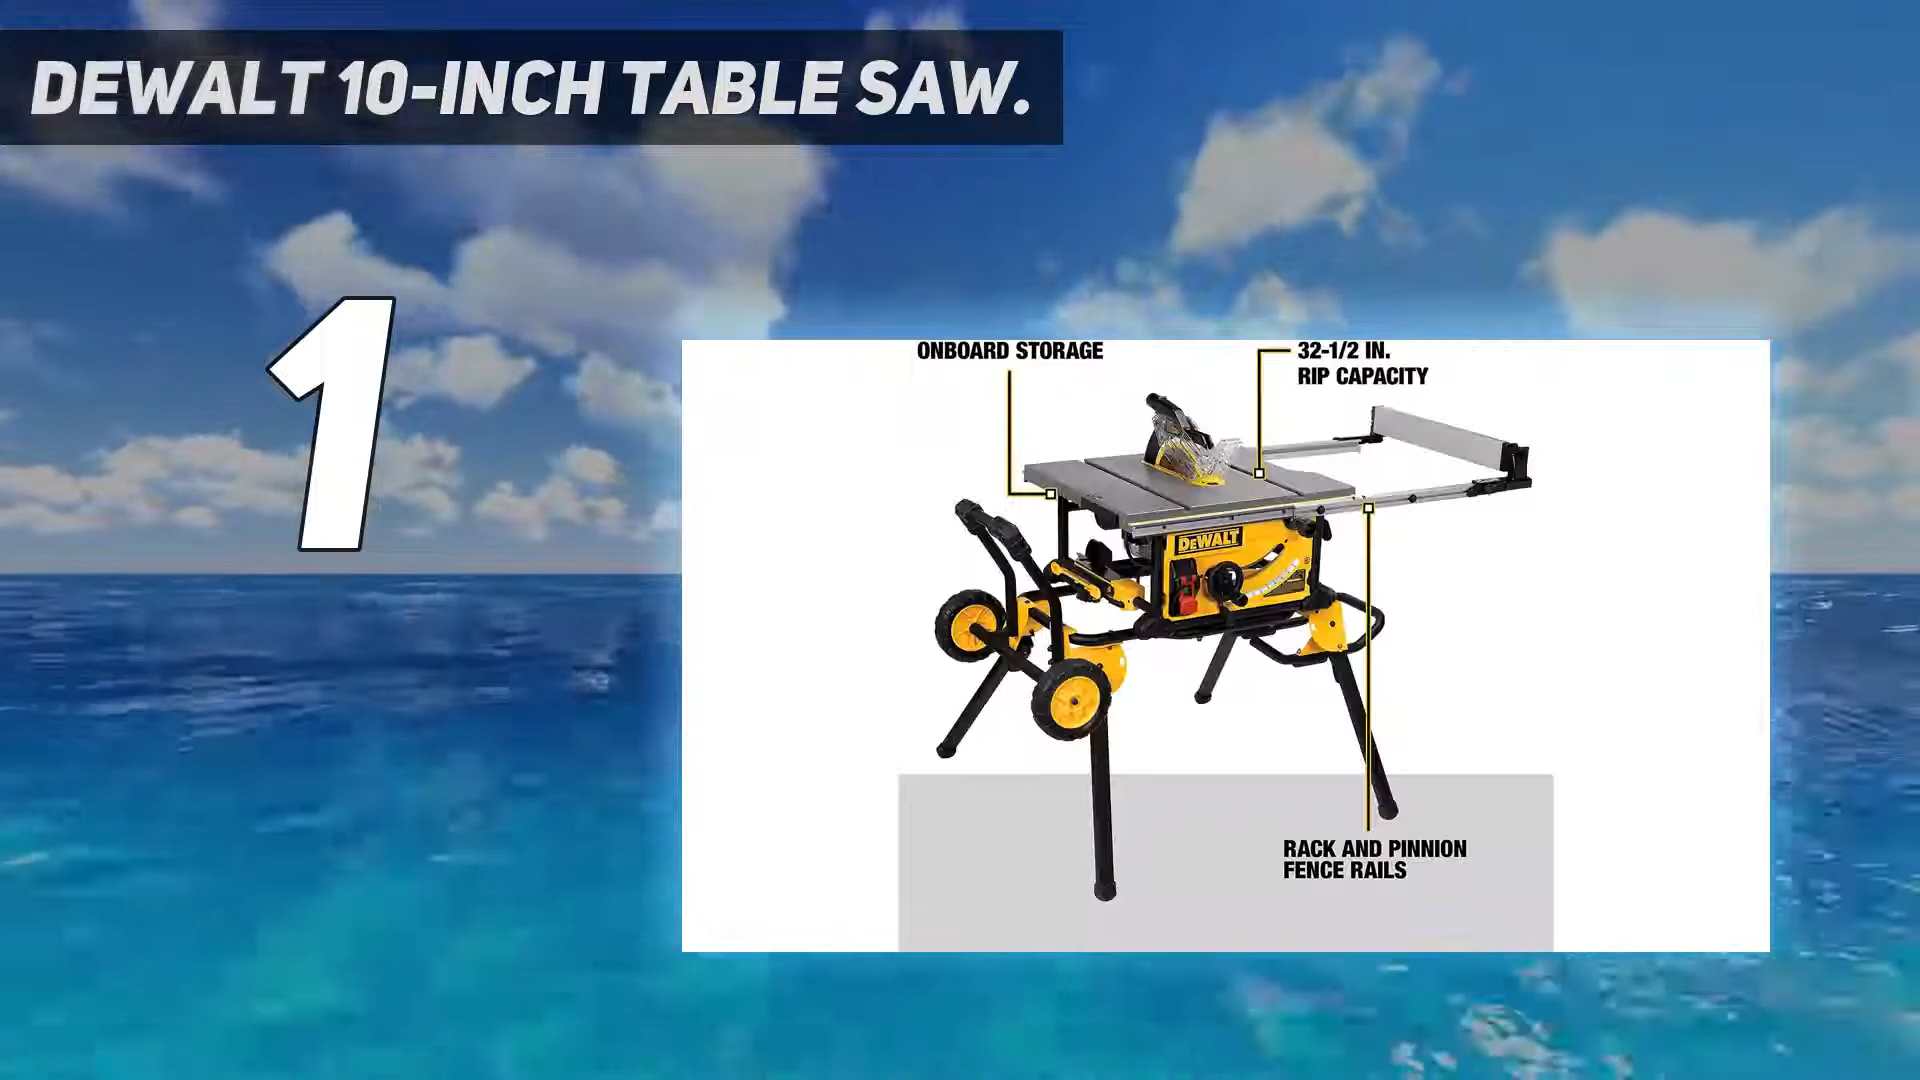 DEWALT 10-INCH TABLE SAW.
1
ONBOARD STORAGE
32-1/2 IN.
RIP CAPACITY
DEWALT
RACK AND PINNION
FENCE RAILS